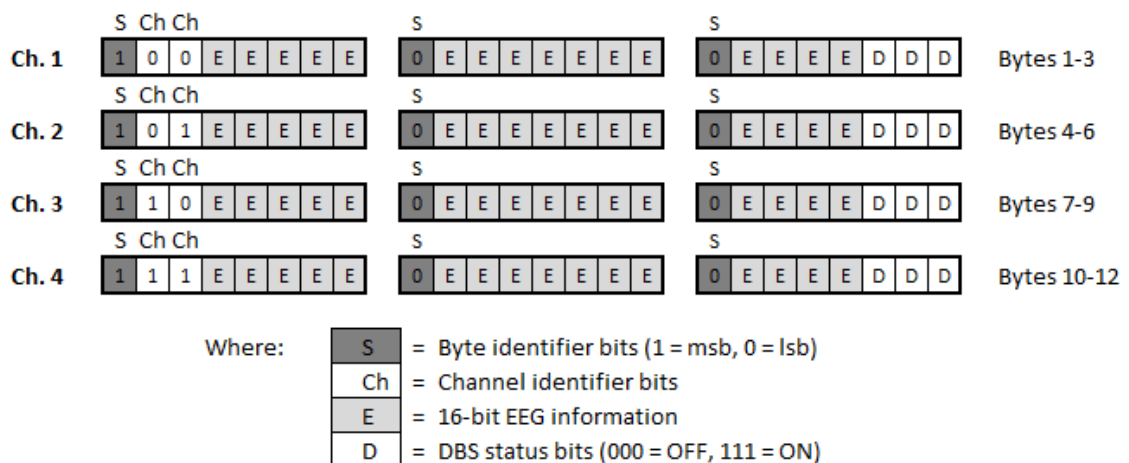 S Ch Ch S S
Ch. 1 1 0 0 E E E E E 0 E E E E E E E 0 E E E E D D D Bytes 1-3
S Ch Ch S S
Ch. 2 1 0 1 E E E E E 0 E E E E E E E 0 E E E E D D D Bytes 4-6
S Ch Ch S S
Ch. 3 1 1 0 E E E E E 0 E E E E E E E 0 E E E E D D D Bytes 7-9
S Ch Ch S S
Ch. 4 1 1 1 E E E E E 0 E E E E E E E 0 E E E E D D D Bytes 10-12
Where: S = Byte identifier bits (1 = msb, 0 = lsb)
Ch = Channel identifier bits
E = 16-bit EEG information
D = DBS status bits (000 = OFF, 111 = ON)